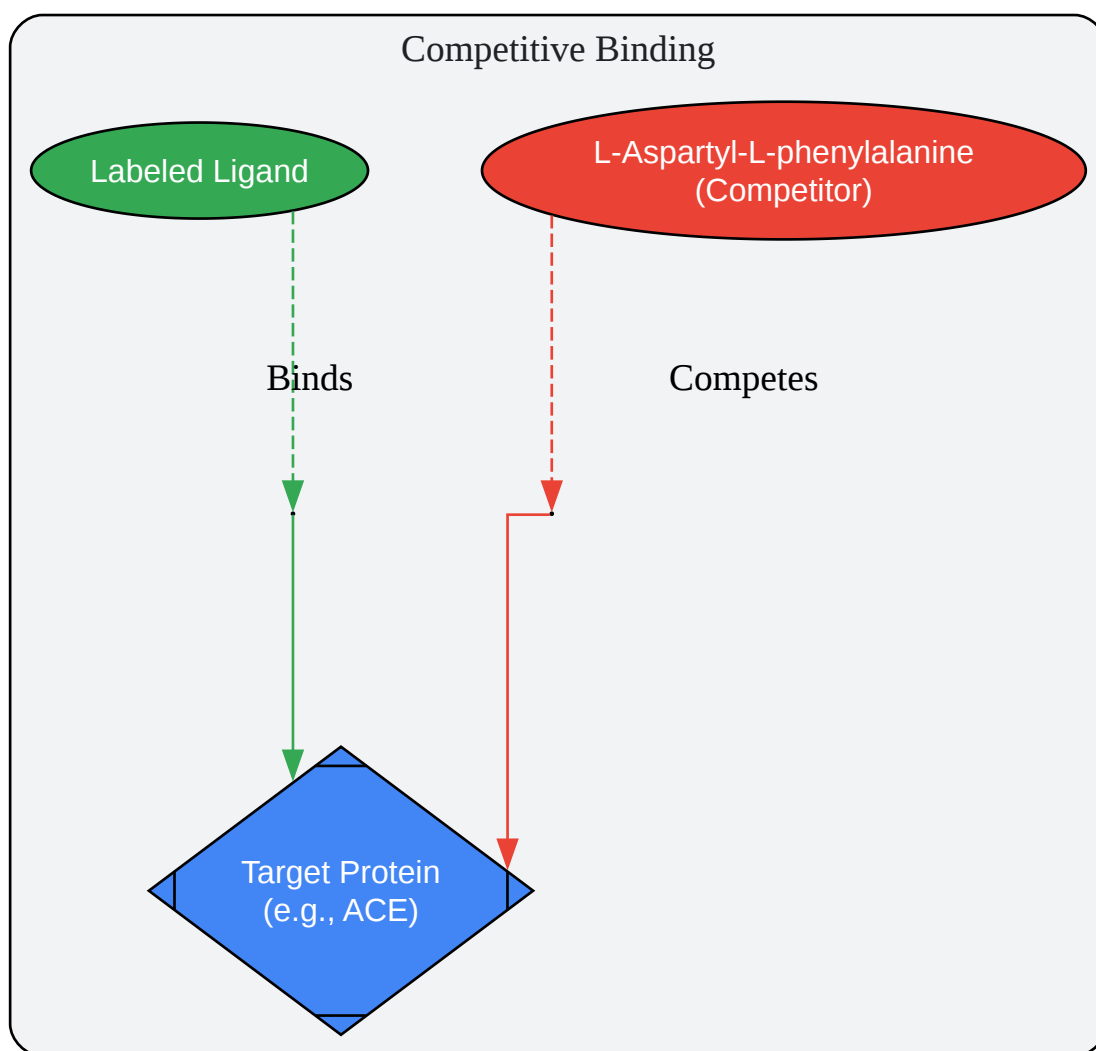 Competitive Binding
Labeled Ligand
L-Aspartyl-L-phenylalanine
(Competitor)
Binds
Competes
Target Protein
(e.g., ACE)